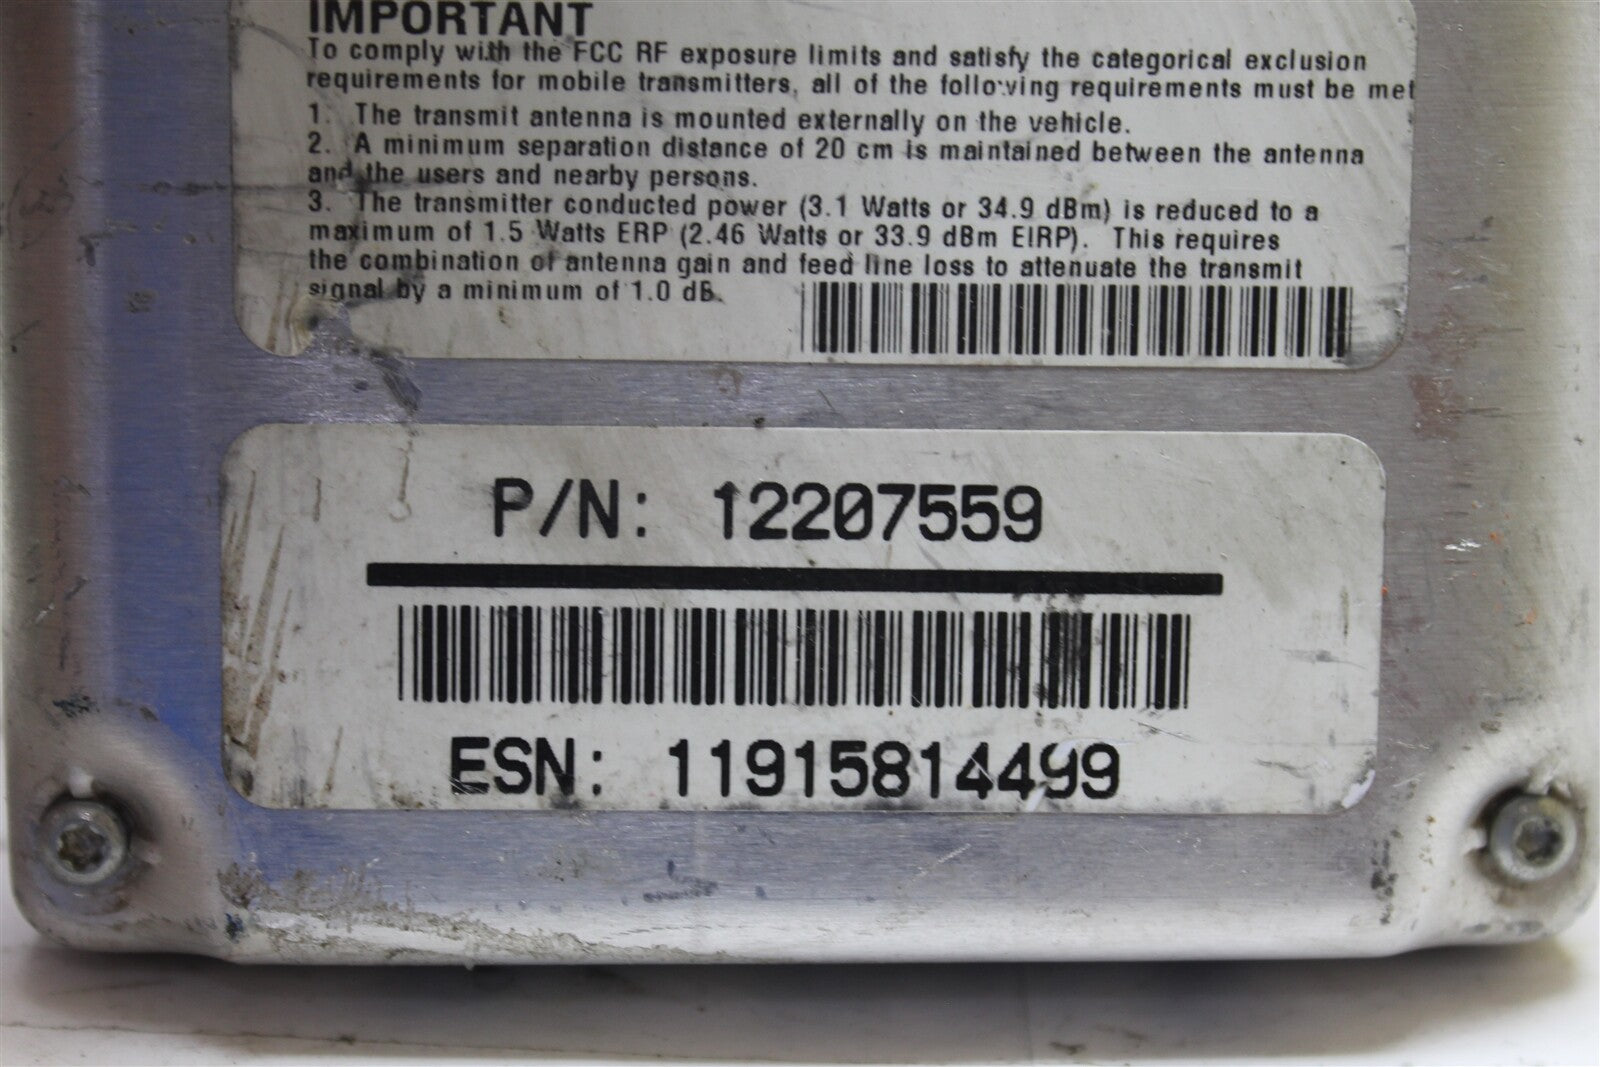 IMPORTANT
To comply with the FCC RF exposure limits and satisfy the categorical exclusion
requirements for mobile transmitters, all of the following requirements must be met
1. The transmit antenna is mounted externally on the vehicle.
2. A minimum separation distance of 20 cm is maintained between the antenna
and the users and nearby persons.
3. The transmitter conducted power (3.1 Watts or 34.9 dBm) is reduced to a
maximum of 1.5 Watts ERP (2.46 Watts or 33.9 dBm EIRP). This requires
the combination of antenna gain and feed line loss to attenuate the transmit
signal by a minimum of 1.0 dB.
P/N: 12207559
ESN: 11915814499